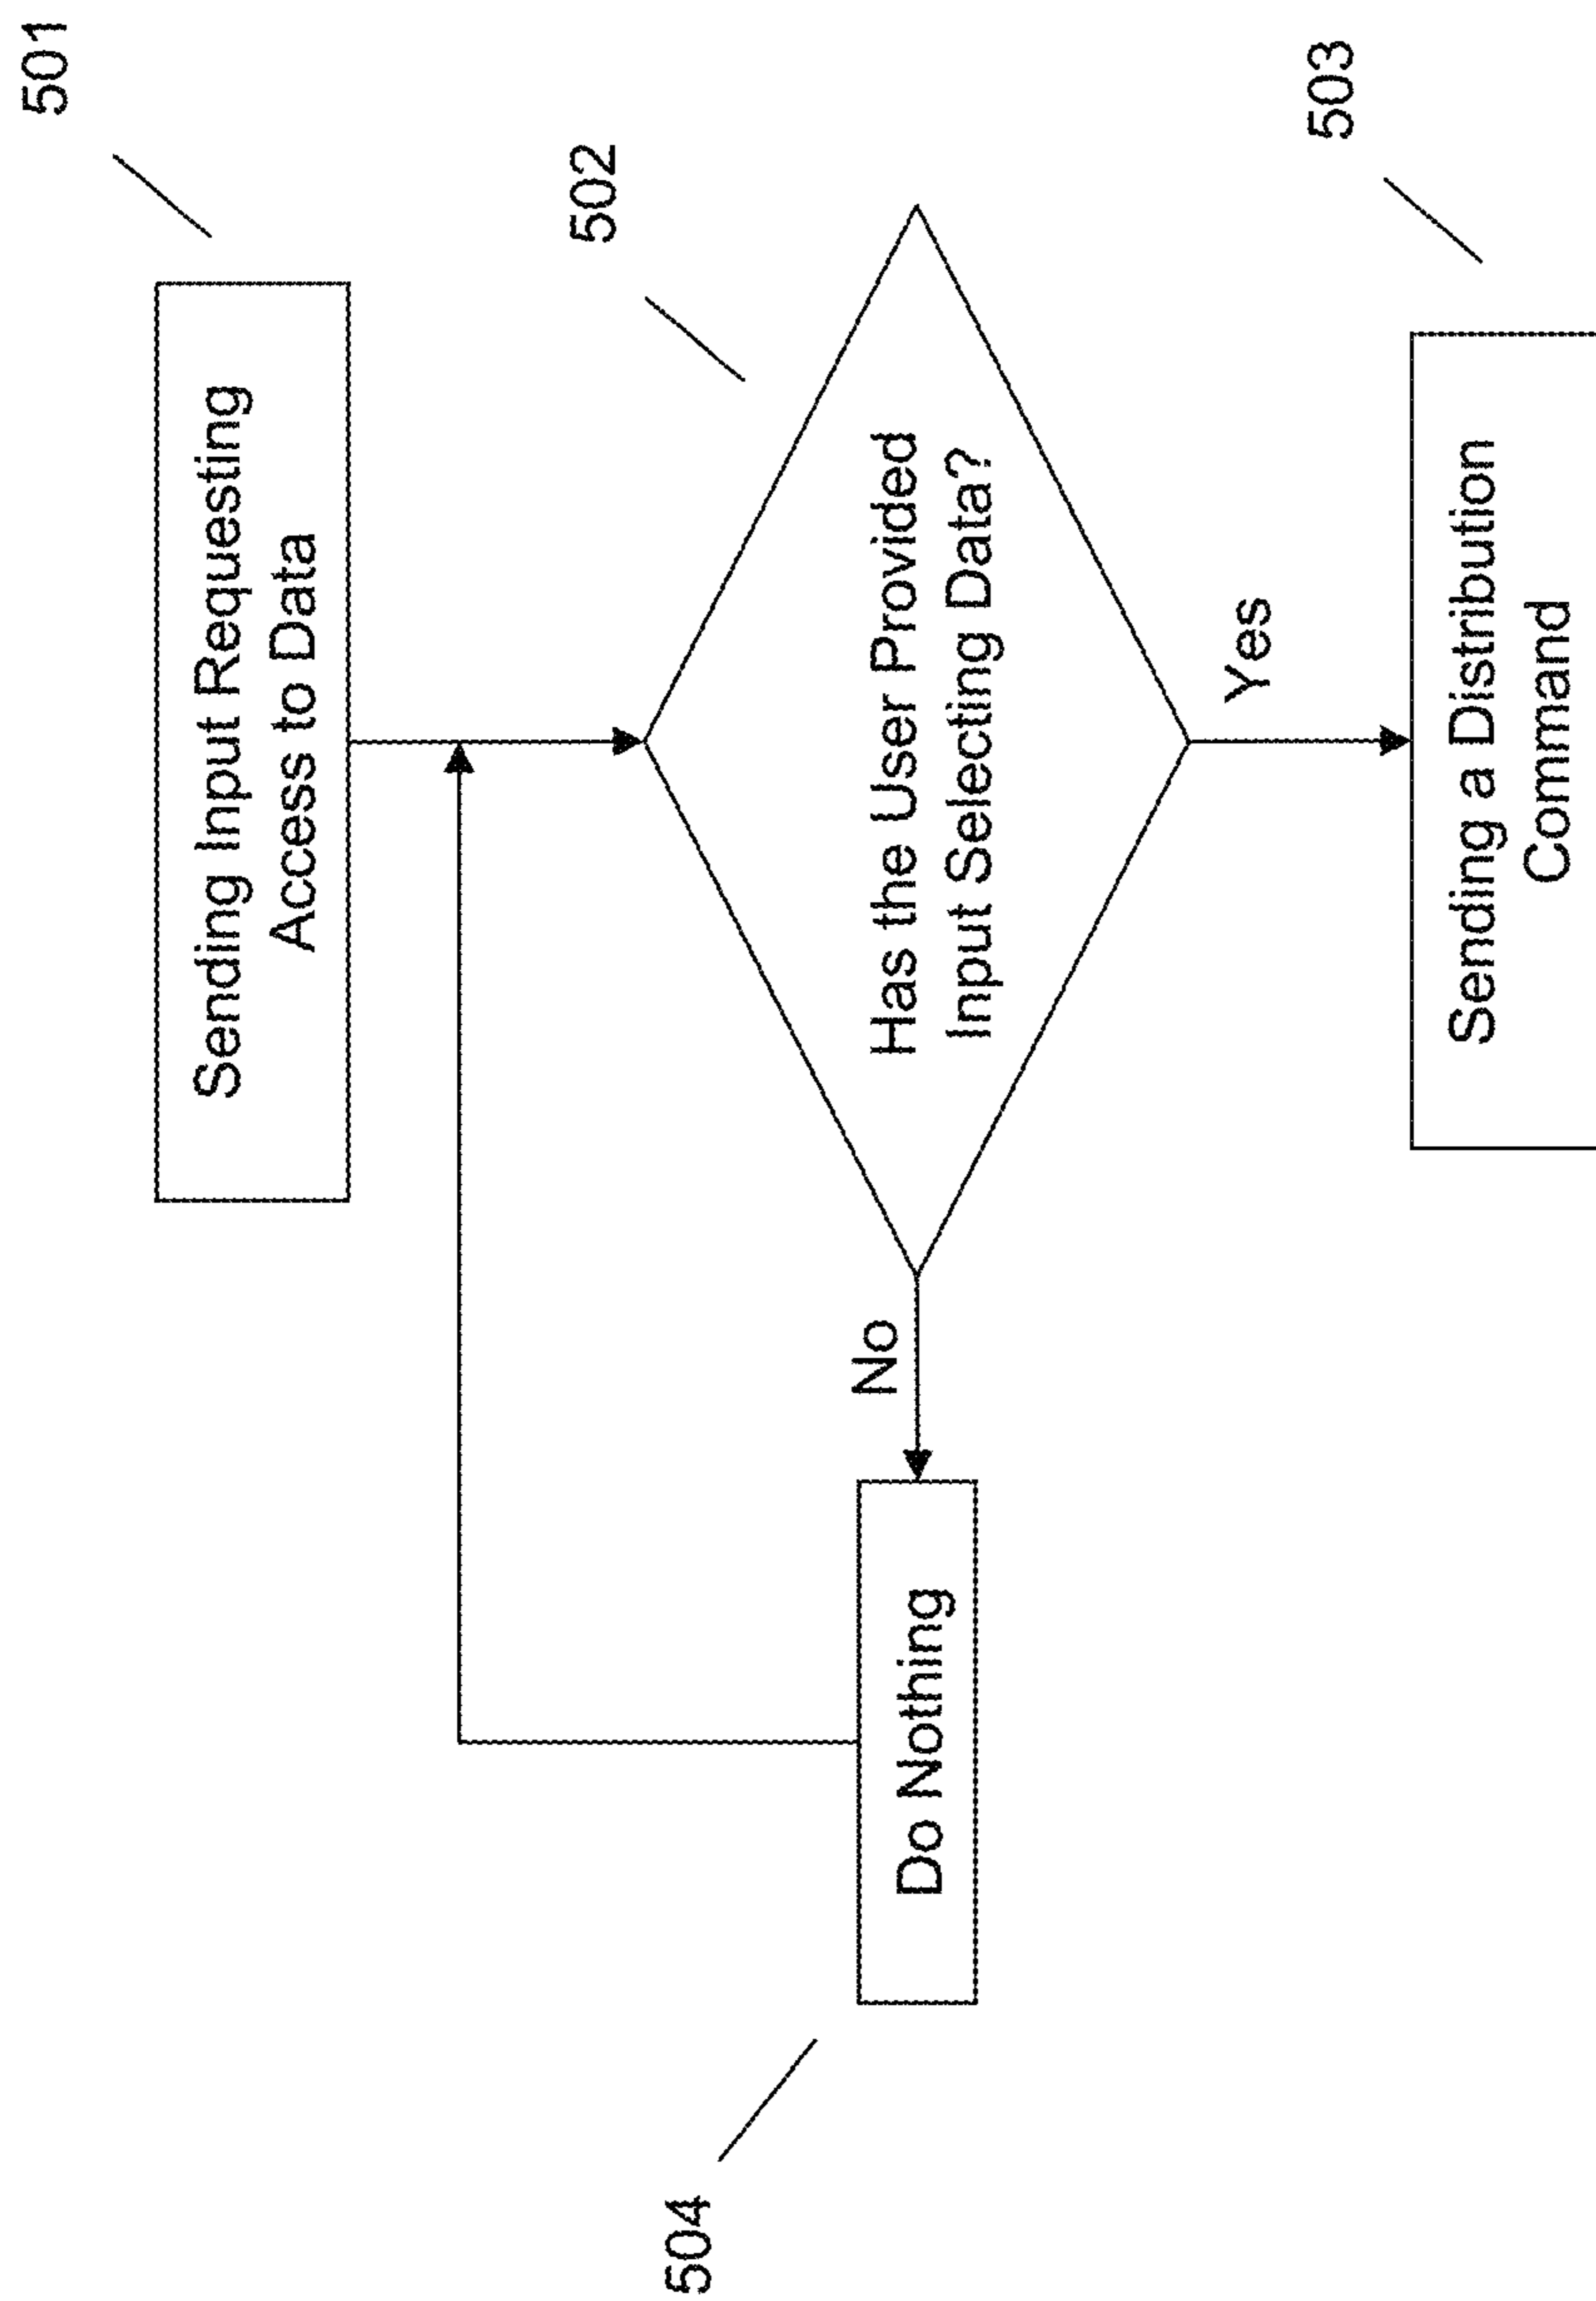 501
Sending Input Requesting
Access to Data
502
Has the User Provided
Input Selecting Data?
No
Yes
Do Nothing
504
503
Sending a Distribution
Command